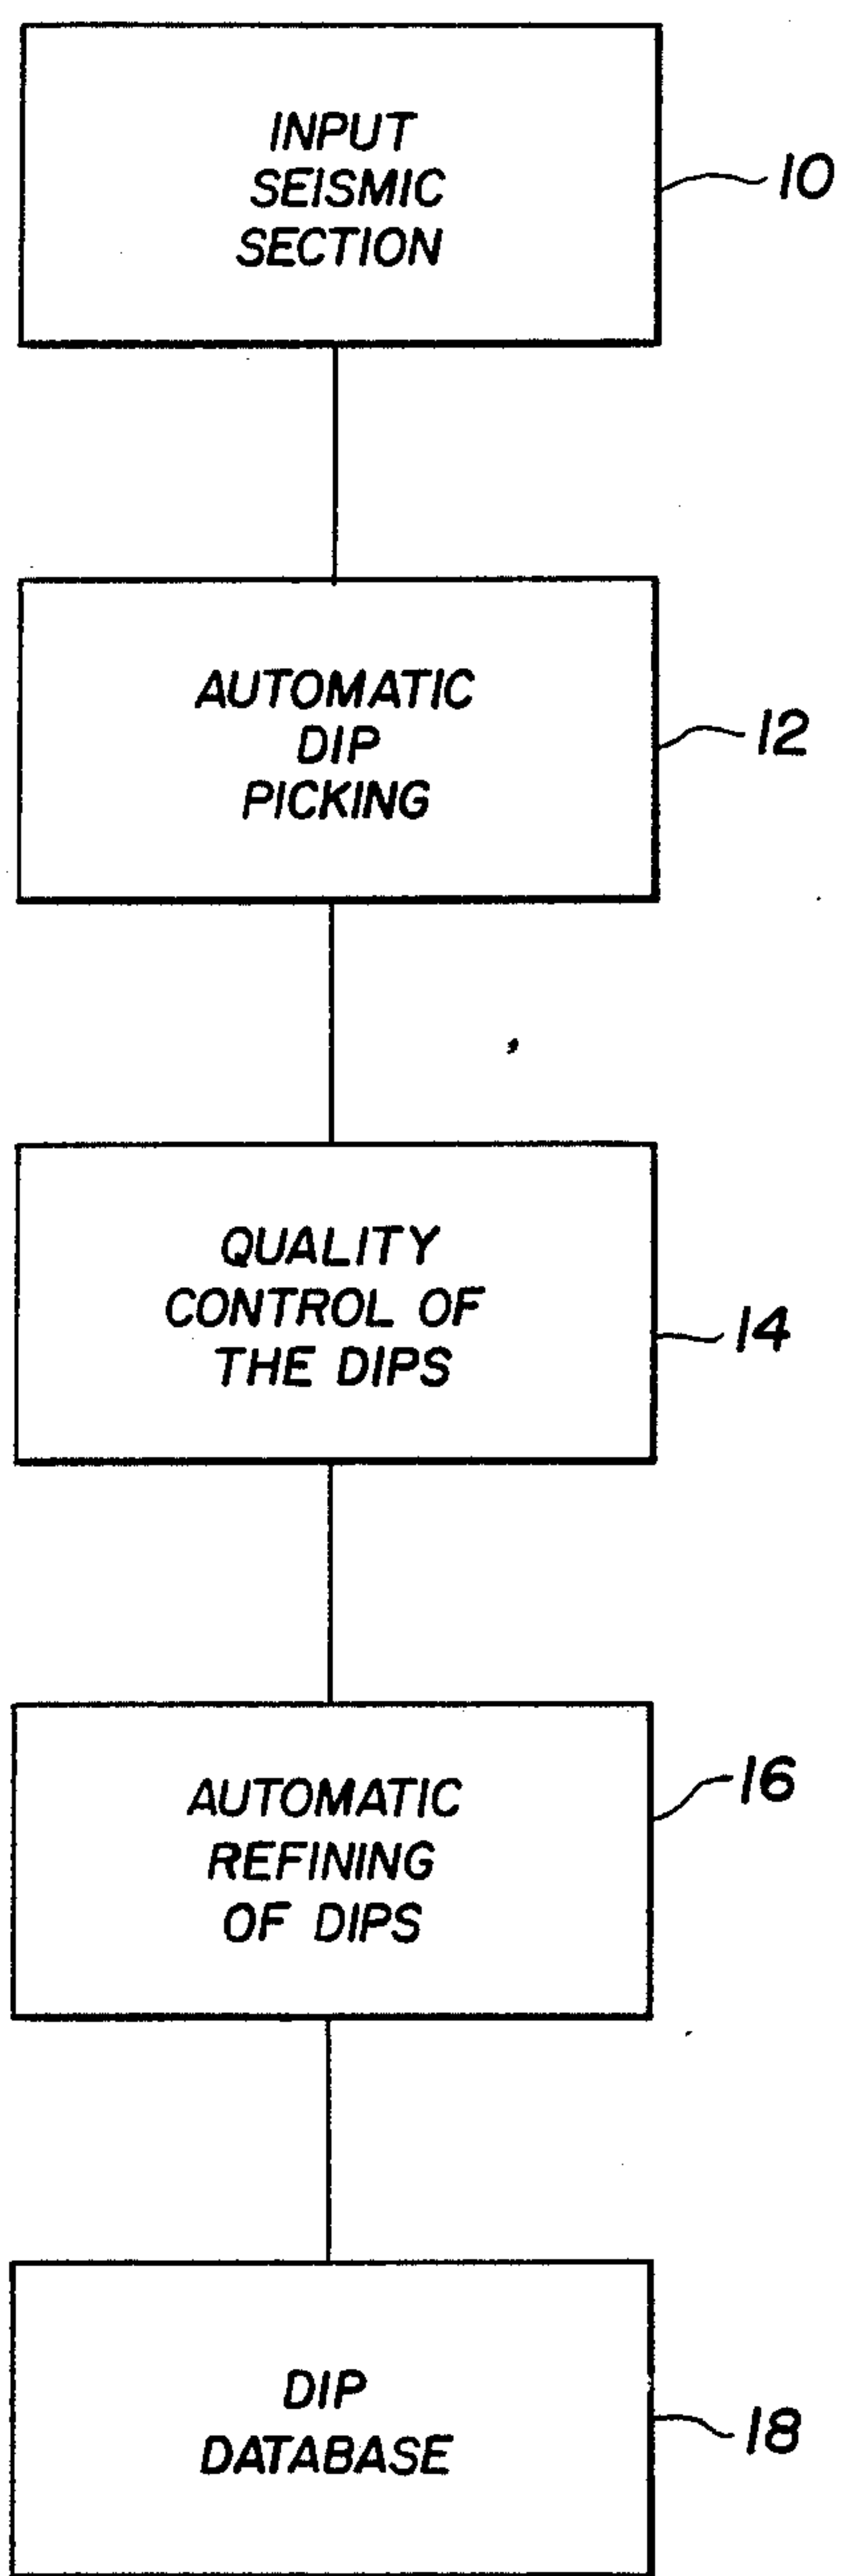 INPUT
SEISMIC
SECTION
10
AUTOMATIC
DIP
PICKING
12
QUALITY
CONTROL OF
THE DIPS
14
AUTOMATIC
REFINING
OF DIPS
16
DIP
DATABASE
18